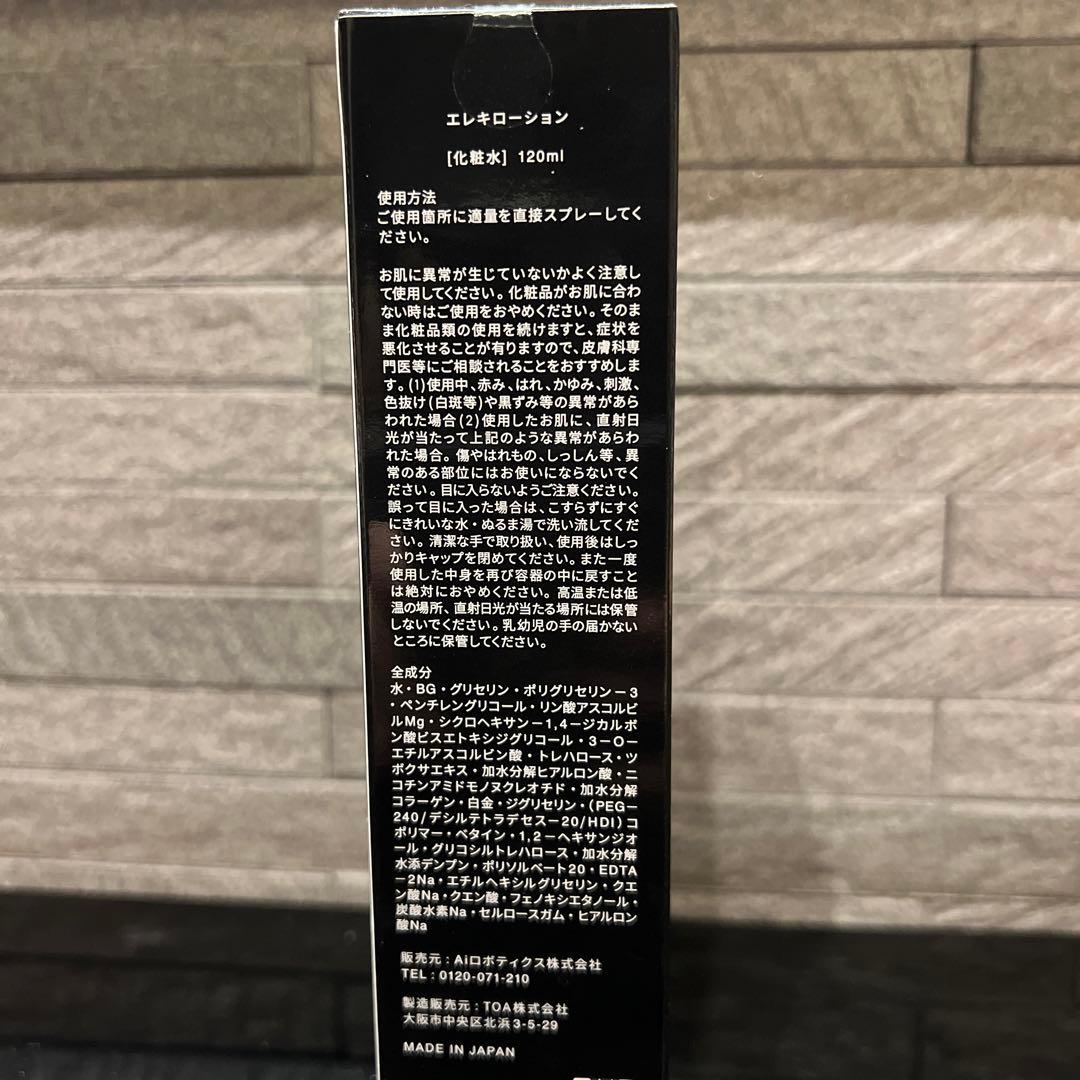 エレキローション
[化粧水] 120ml
使用方法
ご使用箇所に適量を直接スプレーしてく
ださい。
お肌に異常が生じていないかよく注意し
て使用してください。化粧品がお肌に合わ
ない時はご使用をおやめください。そのま
ま化粧品類の使用を続けますと、症状を
悪化させることが有りますので、皮膚科専
門医等にご相談されることをおすすめしま
す。(1)使用中、赤み、はれ、かゆみ、刺激、
色抜け(白斑等)や黒ずみ等の異常があら
われた場合(2)使用したお肌に、直射日
光が当たって上記のような異常があらわ
れた場合。傷やはれもの、しっしん等、異
常のある部位にはお使いにならないでく
ださい。目に入らないようご注意ください。
誤って目に入った場合は、こすらずにすぐ
にきれいな水・ぬるま湯で洗い流してくだ
さい。清潔な手で取り扱い、使用後はしっ
かりキャップを閉めてください。また一度
使用した中身を再び容器の中に戻すこと
は絶対におやめください。高温または低
温の場所、直射日光が当たる場所には保管
しないでください。乳幼児の手の届かない
ところに保管してください。
全成分
水・BG・グリセリン・ポリグリセリン－3
・ペンチレングリコール・リン酸アスコルビ
ルMg・シクロヘキサン－1,4－ジカルボ
ン酸ビスエトキシジグリコール・3－O－
エチルアスコルビン酸・トレハロース・ツ
ボクサエキス・加水分解ヒアルロン酸・ニ
コチンアミドモノヌクレオチド・加水分解
コラーゲン・白金・ジグリセリン・(PEG－
240/デシルテトラデセス－20/HDI)コ
ポリマー・ベタイン・1,2－ヘキサンジオ
ール・グリコシルトレハロース・加水分解
水添デンプン・ポリソルベート20・EDTA
－2Na・エチルヘキシルグリセリン・クエ
ン酸Na・クエン酸・フェノキシエタノール・
炭酸水素Na・セルロースガム・ヒアルロン
酸Na
販売元：Aiロボティクス株式会社
TEL：0120-071-210
製造販売元：TOA株式会社
大阪市中央区北浜3-5-29
MADE IN JAPAN